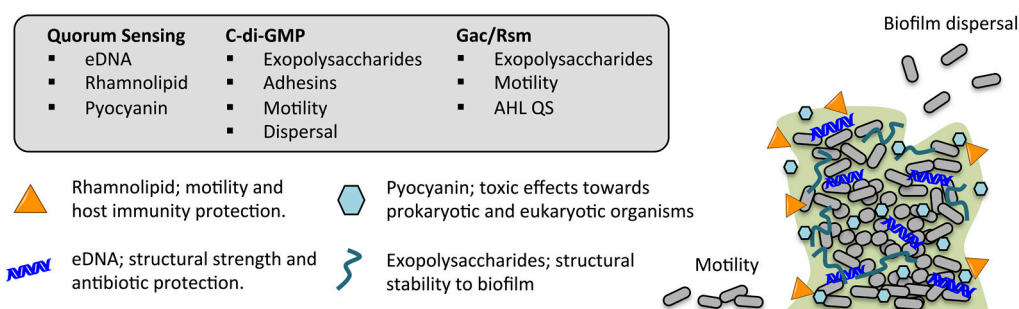 Biofilm dispersal
Quorum Sensing
▪ eDNA
▪ Rhamnolipid
▪ Pyocyanin
C-di-GMP
▪ Exopolysaccharides
▪ Adhesins
▪ Motility
▪ Dispersal
Gac/Rsm
▪ Exopolysaccharides
▪ Motility
▪ AHL QS
Rhamnolipid; motility and
host immunity protection.
Pyocyanin; toxic effects towards
prokaryotic and eukaryotic organisms
eDNA; structural strength and
antibiotic protection.
Exopolysaccharides; structural
stability to biofilm
Motility